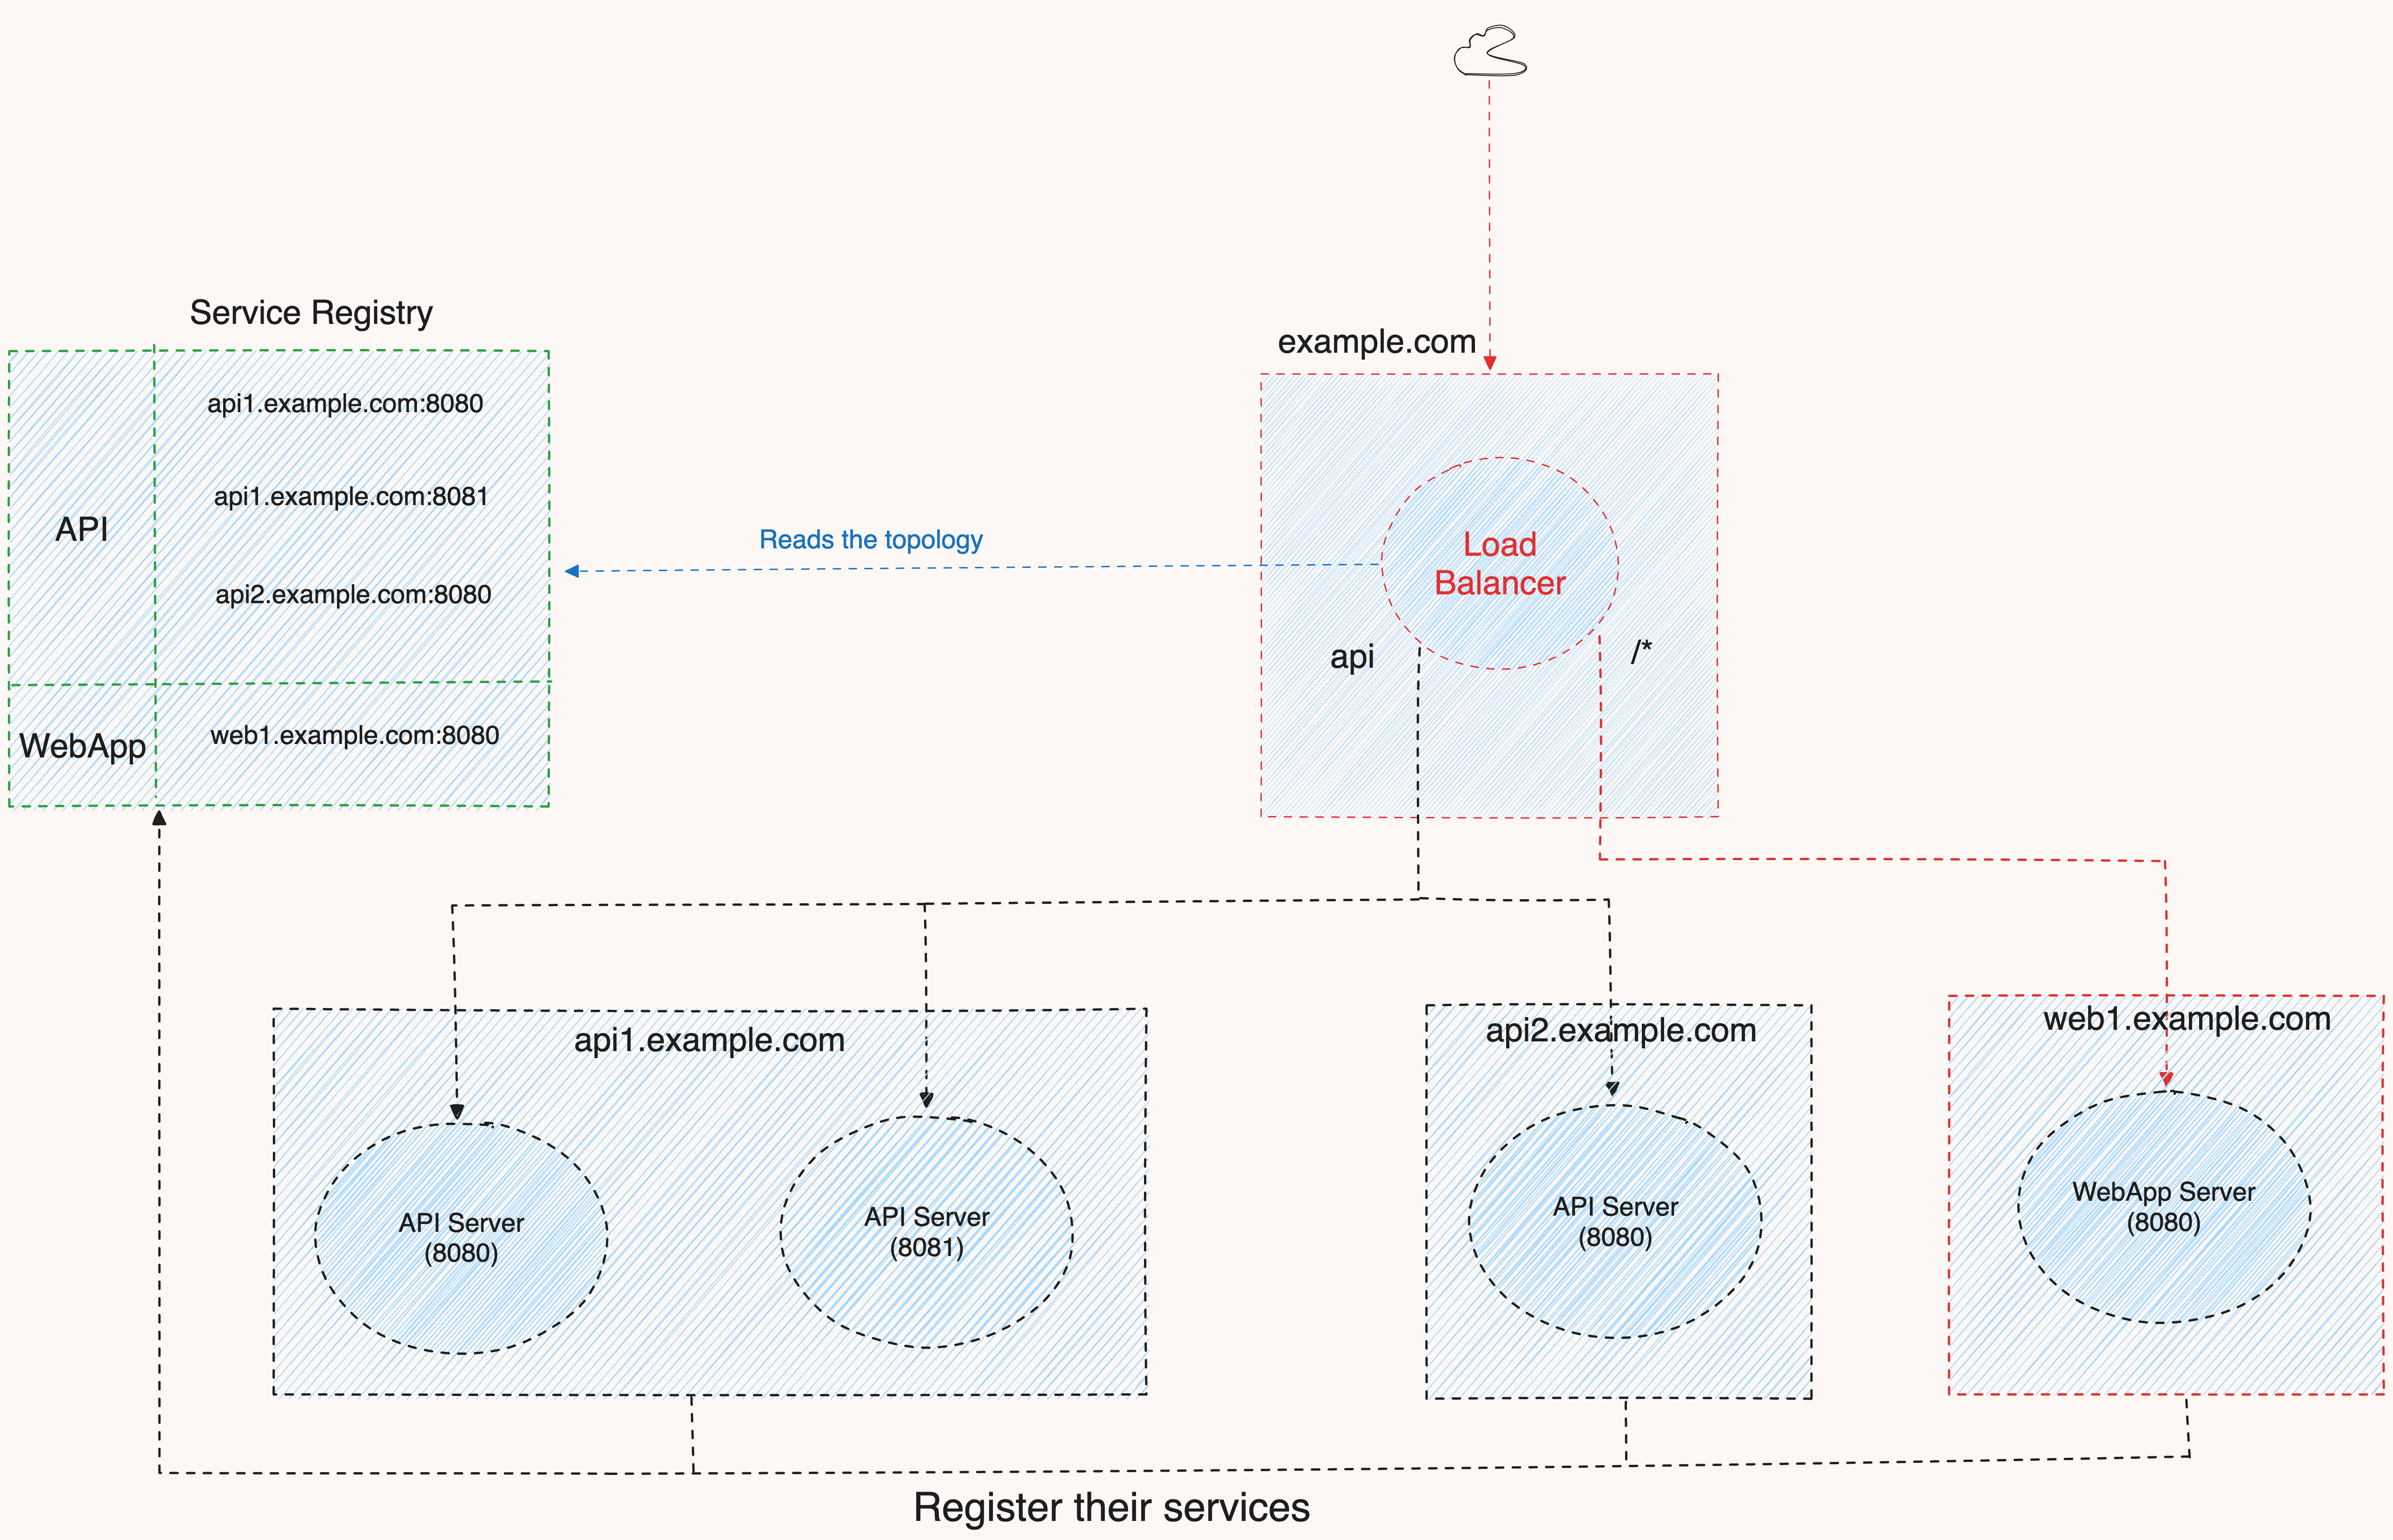 Service Registry
example.com
api1.example.com:8080
api1.example.com:8081
API
api2.example.com:8080
WebApp
web1.example.com:8080
Reads the topology
Load
Balancer
api
/*
api1.example.com
API Server
(8080)
API Server
(8081)
api2.example.com
API Server
(8080)
web1.example.com
WebApp Server
(8080)
Register their services